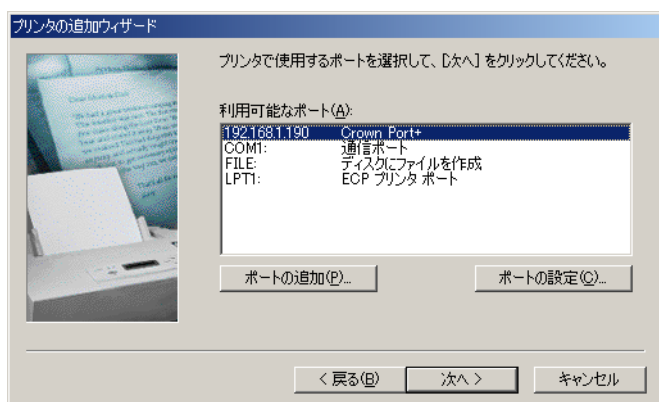 プリンタの追加ウィザード
プリンタで使用するポートを選択して、[次へ] をクリックしてください。
利用可能なポート(A):
192.168.1.190 Crown Port+
COM1: 通信ポート
FILE: ディスクにファイルを作成
LPT1: ECP プリンタ ポート
ポートの追加(P)... ポートの設定(C)...
< 戻る(B) 次へ > キャンセル